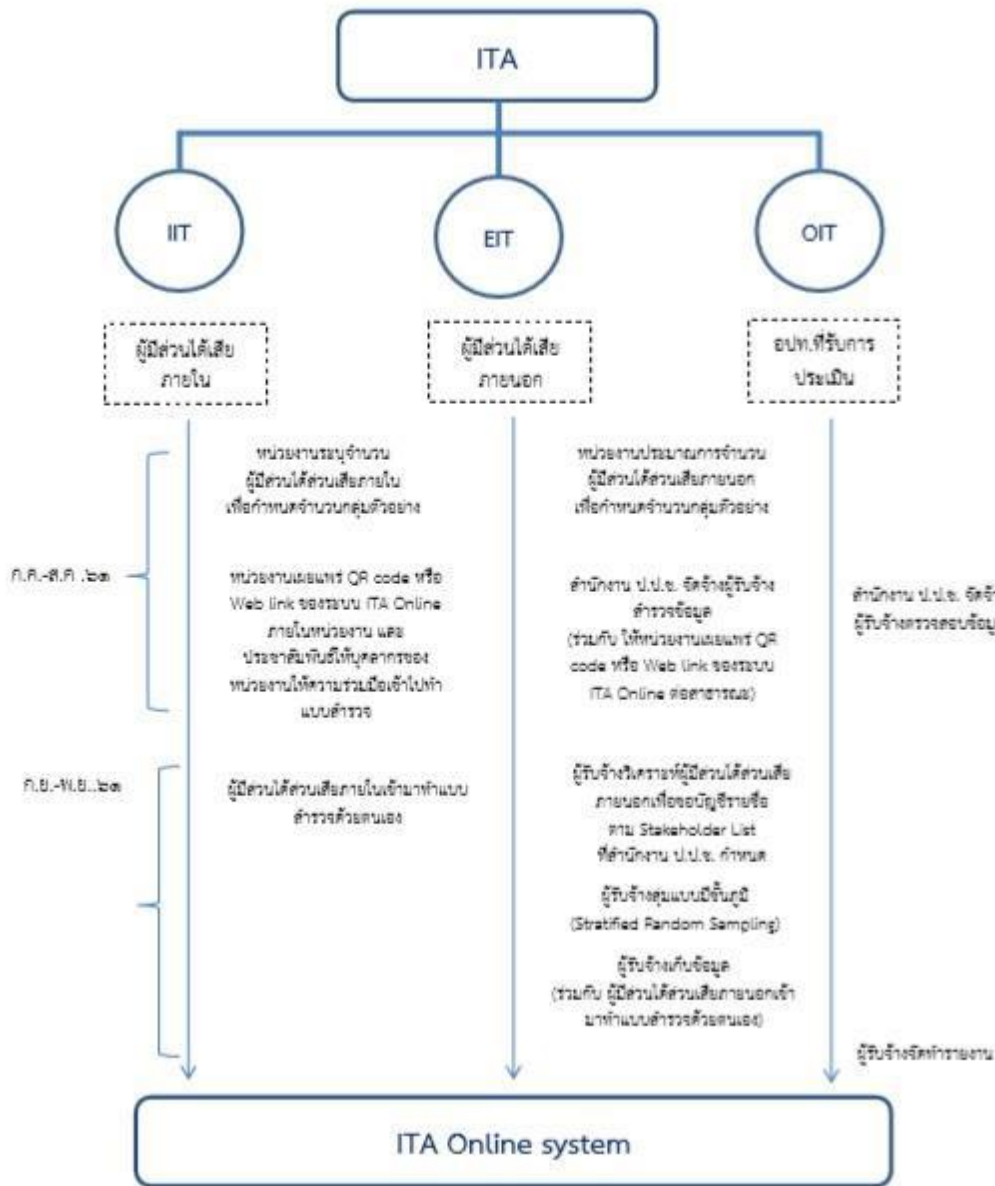 ITA
IIT
EIT
OIT
ผู้มีส่วนได้เสีย
ภายใน
ผู้มีส่วนได้เสีย
ภายนอก
อปท.ที่รับการ
ประเมิน
ก.ค.-ส.ค .๖๑
หน่วยงานระบุจำนวน
ผู้มีส่วนได้ส่วนเสียภายใน
เพื่อกำหนดจำนวนกลุ่มตัวอย่าง
หน่วยงานเผยแพร่ QR code หรือ
Web link ของระบบ ITA Online
ภายในหน่วยงาน และ
ประชาสัมพันธ์ให้บุคลากรของ
หน่วยงานให้ความร่วมมือเข้าไปทำ
แบบสำรวจ
หน่วยงานประมาณการจำนวน
ผู้มีส่วนได้ส่วนเสียภายนอก
เพื่อกำหนดจำนวนกลุ่มตัวอย่าง
สำนักงาน ป.ป.ช. จัดจ้างผู้รับจ้าง
สำรวจข้อมูล
(ร่วมกับ ให้หน่วยงานเผยแพร่ QR
code หรือ Web link ของระบบ
ITA Online ต่อสาธารณะ)
สำนักงาน ป.ป.ช. จัดจ้
ผู้รับจ้างตรวจสอบข้อมู
ก.ย.-พ.ย..๖๑
ผู้มีส่วนได้ส่วนเสียภายในเข้ามาทำแบบ
สำรวจด้วยตนเอง
ผู้รับจ้างวิเคราะห์ผู้มีส่วนได้ส่วนเสีย
ภายนอกเพื่อขอบัญชีรายชื่อ
ตาม Stakeholder List
ที่สำนักงาน ป.ป.ช. กำหนด
ผู้รับจ้างสุ่มแบบมีชั้นภูมิ
(Stratified Random Sampling)
ผู้รับจ้างเก็บข้อมูล
(ร่วมกับ ผู้มีส่วนได้ส่วนเสียภายนอกเข้า
มาทำแบบสำรวจด้วยตนเอง)
ผู้รับจ้างจัดทำรายงาน
ITA Online system